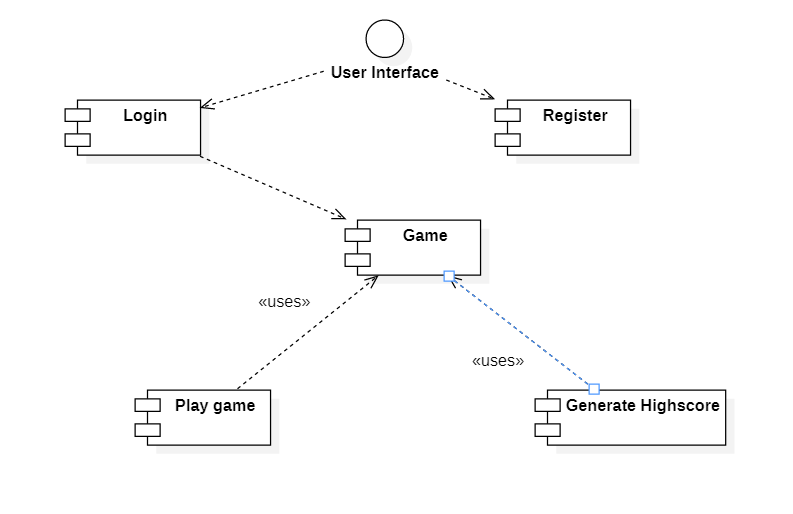 User Interface
Login
Register
Game
«uses»
«uses»
Play game
Generate Highscore